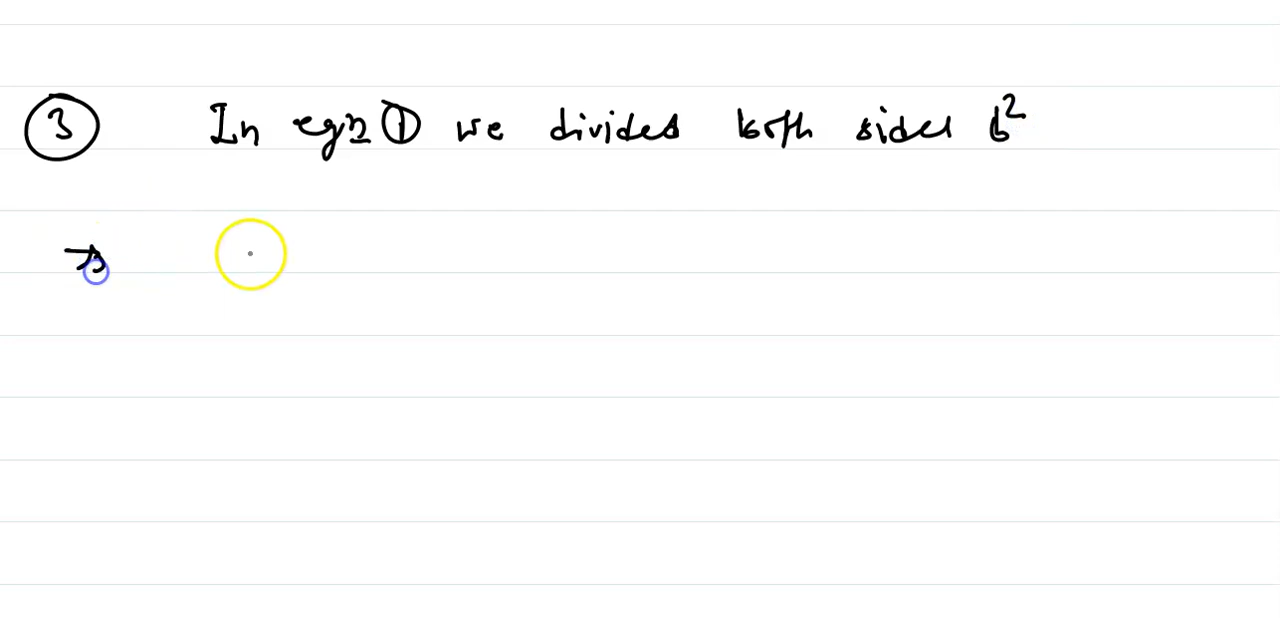 ③ In eqn ① we divided both sides b²
→